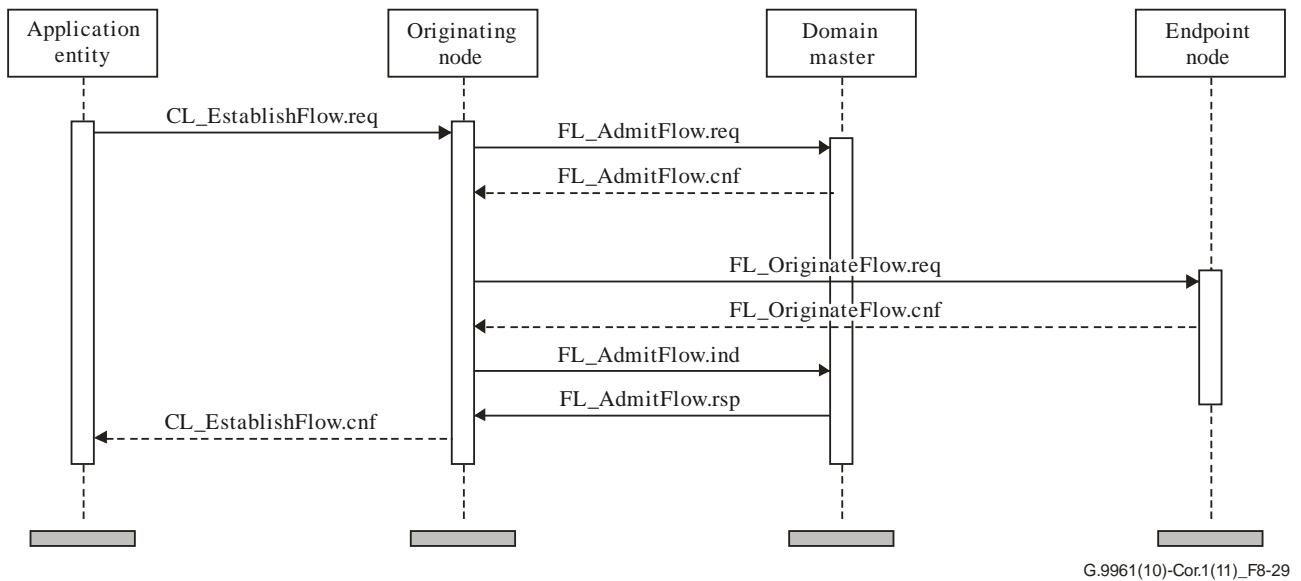 Application
entity
Originating
node
Domain
master
Endpoint
node
CL_EstablishFlow.req
FL_AdmitFlow.req
FL_AdmitFlow.cnf
FL_OriginateFlow.req
FL_OriginateFlow.cnf
FL_AdmitFlow.ind
FL_AdmitFlow.rsp
CL_EstablishFlow.cnf
G.9961(10)-Cor.1(11)_F8-29